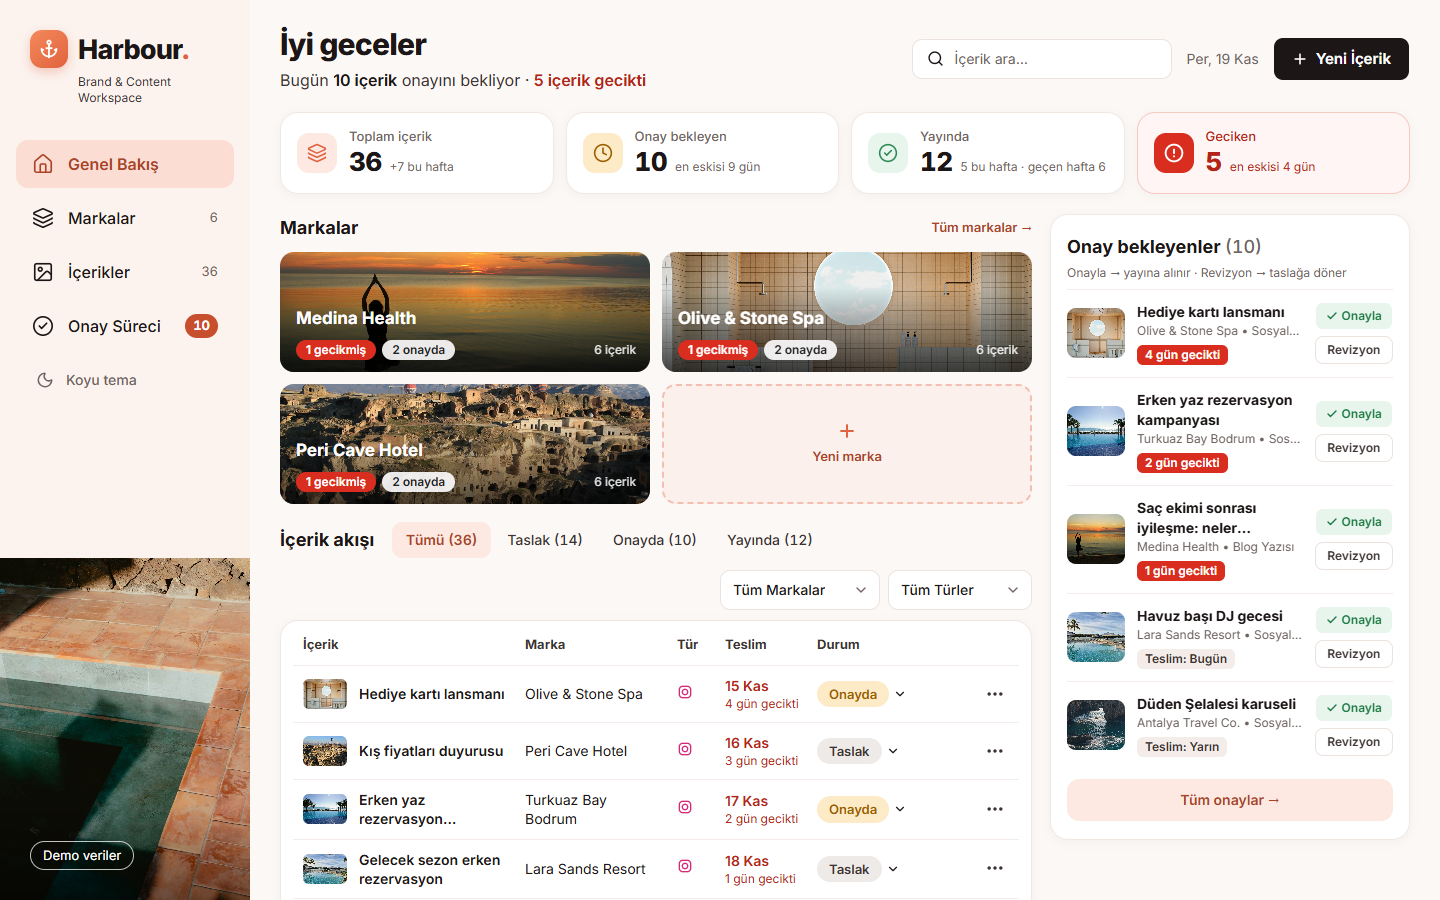 Harbour.
Brand & Content
Workspace
Genel Bakış
Markalar 6
İçerikler 36
Onay Süreci 10
Koyu tema
Demo veriler
İyi geceler
Bugün 10 içerik onayını bekliyor · 5 içerik gecikti
İçerik ara...
Per, 19 Kas
+ Yeni İçerik
Toplam içerik
36 +7 bu hafta
Onay bekleyen
10 en eskisi 9 gün
Yayında
12 5 bu hafta · geçen hafta 6
Geciken
5 en eskisi 4 gün
Markalar
Tüm markalar →
Medina Health
1 gecikmiş 2 onayda 6 içerik
Olive & Stone Spa
1 gecikmiş 2 onayda 6 içerik
Peri Cave Hotel
1 gecikmiş 2 onayda 6 içerik
+
Yeni marka
İçerik akışı
Tümü (36) Taslak (14) Onayda (10) Yayında (12)
Tüm Markalar
Tüm Türler
İçerik Marka Tür Teslim Durum
Hediye kartı lansmanı Olive & Stone Spa 15 Kas Onayda
4 gün gecikti
Kış fiyatları duyurusu Peri Cave Hotel 16 Kas Taslak
3 gün gecikti
Erken yaz rezervasyon... Turkuaz Bay Bodrum 17 Kas Onayda
2 gün gecikti
Gelecek sezon erken rezervasyon Lara Sands Resort 18 Kas Taslak
1 gün gecikti
Onay bekleyenler (10)
Onayla → yayına alınır · Revizyon → taslağa döner
Hediye kartı lansmanı
Olive & Stone Spa • Sosyal...
4 gün gecikti
Onayla
Revizyon
Erken yaz rezervasyon
kampanyası
Turkuaz Bay Bodrum • Sos...
2 gün gecikti
Onayla
Revizyon
Saç ekimi sonrası
iyileşme: neler...
Medina Health • Blog Yazısı
1 gün gecikti
Onayla
Revizyon
Havuz başı DJ gecesi
Lara Sands Resort • Sosyal...
Teslim: Bugün
Onayla
Revizyon
Düden Şelalesi karuseli
Antalya Travel Co. • Sosyal...
Teslim: Yarın
Onayla
Revizyon
Tüm onaylar →